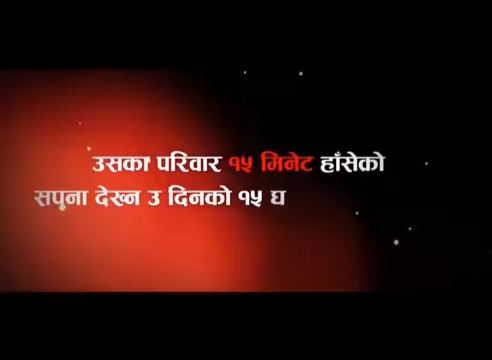 उसका परिवार १५ मिनेट हाँसेको
सपना देख्न उ दिनको १५ घ